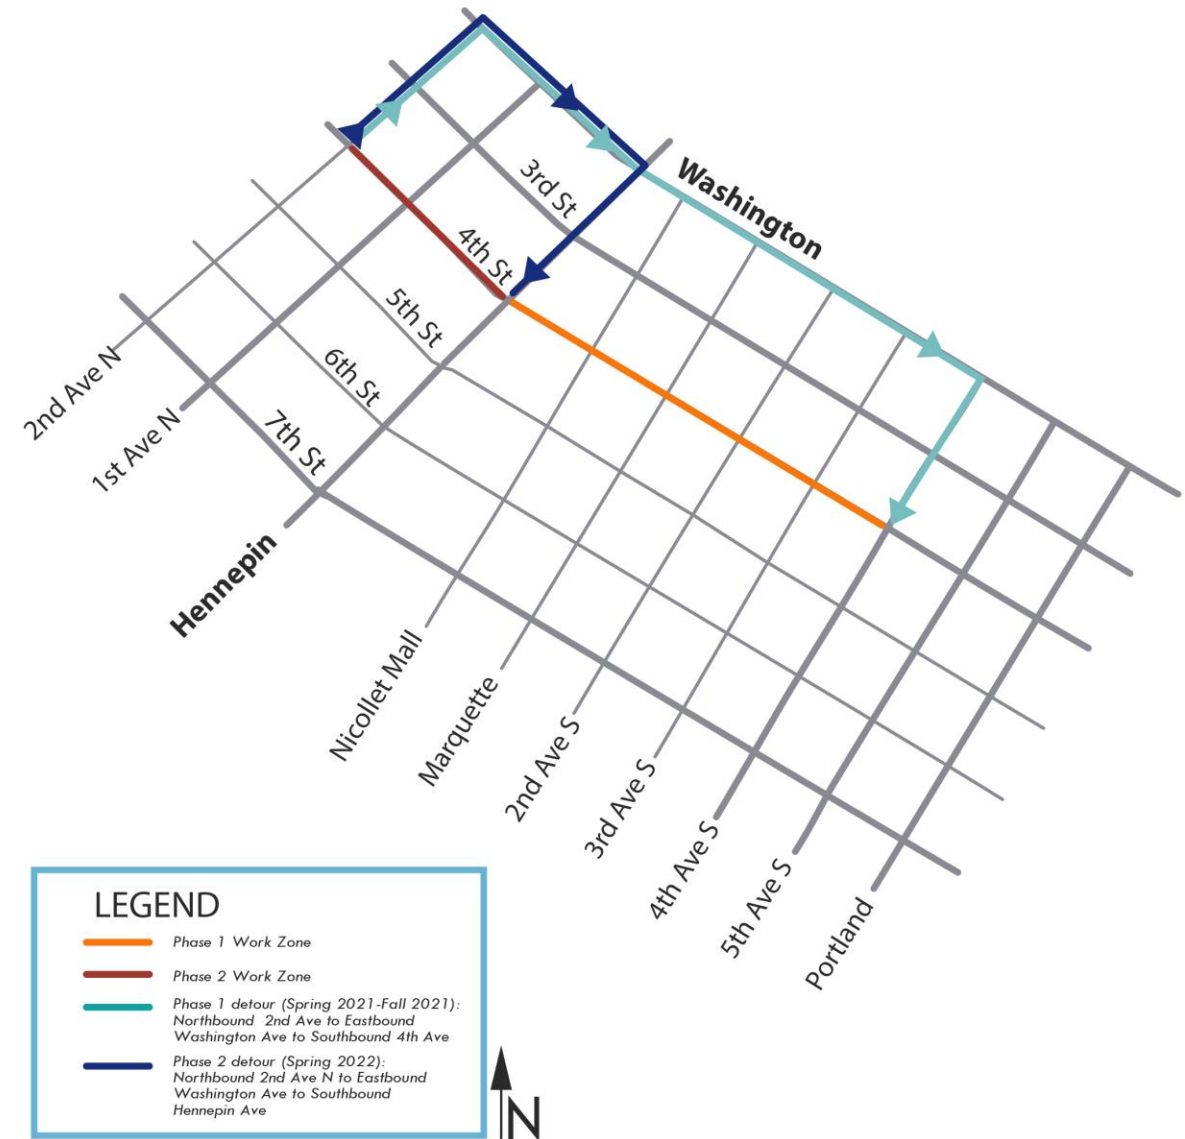 Washington
3rd St
4th St
5th St
6th St
7th St
2nd Ave N
1st Ave N
Hennepin
Nicollet Mall
Marquette
2nd Ave S
3rd Ave S
4th Ave S
5th Ave S
Portland
LEGEND
Phase 1 Work Zone
Phase 2 Work Zone
Phase 1 detour (Spring 2021-Fall 2021):
Northbound 2nd Ave to Eastbound
Washington Ave to Southbound 4th Ave
Phase 2 detour (Spring 2022):
Northbound 2nd Ave N to Eastbound
Washington Ave to Southbound
Hennepin Ave
N